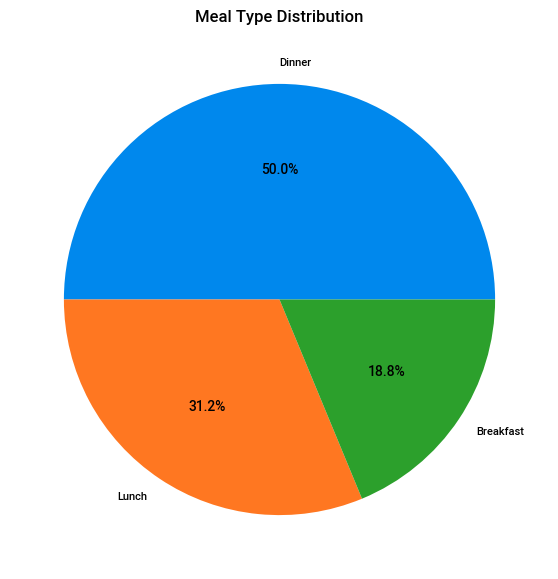 Meal Type Distribution
Dinner
50.0%
18.8%
31.2%
Breakfast
Lunch